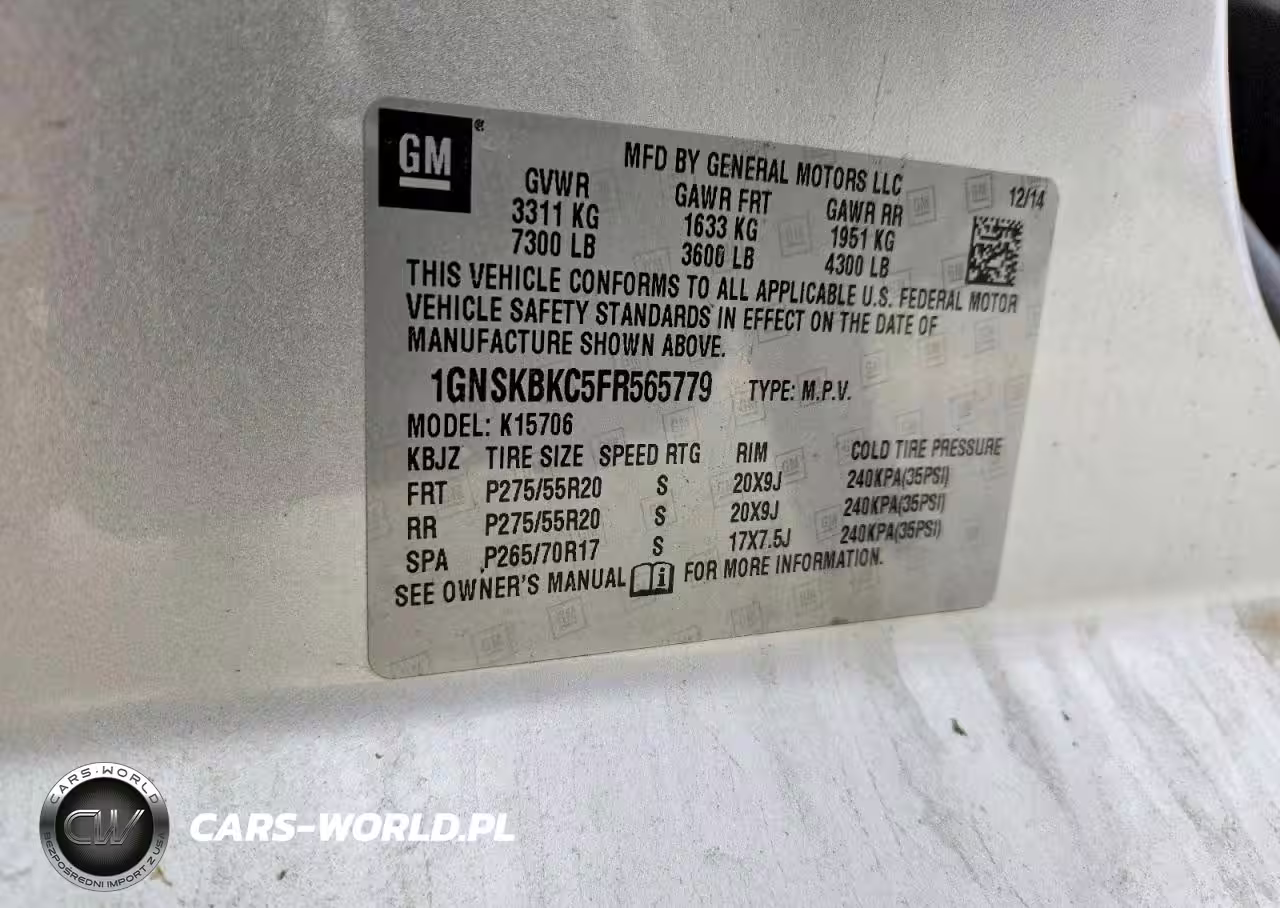 GM®
MFD BY GENERAL MOTORS LLC
GVWR GAWR FRT GAWR RR 12/14
3311 KG 1633 KG 1951 KG
7300 LB 3600 LB 4300 LB
THIS VEHICLE CONFORMS TO ALL APPLICABLE U.S. FEDERAL MOTOR
VEHICLE SAFETY STANDARDS IN EFFECT ON THE DATE OF
MANUFACTURE SHOWN ABOVE.
1GNSKBKC5FR565779 TYPE: M.P.V.
MODEL: K15706
KBJZ TIRE SIZE SPEED RTG RIM COLD TIRE PRESSURE
FRT P275/55R20 S 20X9J 240KPA(35PSI)
RR P275/55R20 S 20X9J 240KPA(35PSI)
SPA P265/70R17 S 17X7.5J 240KPA(35PSI)
SEE OWNER'S MANUAL i FOR MORE INFORMATION.
CARS-WORLD
CW
BEZPOŚREDNI IMPORT Z USA
CARS-WORLD.PL